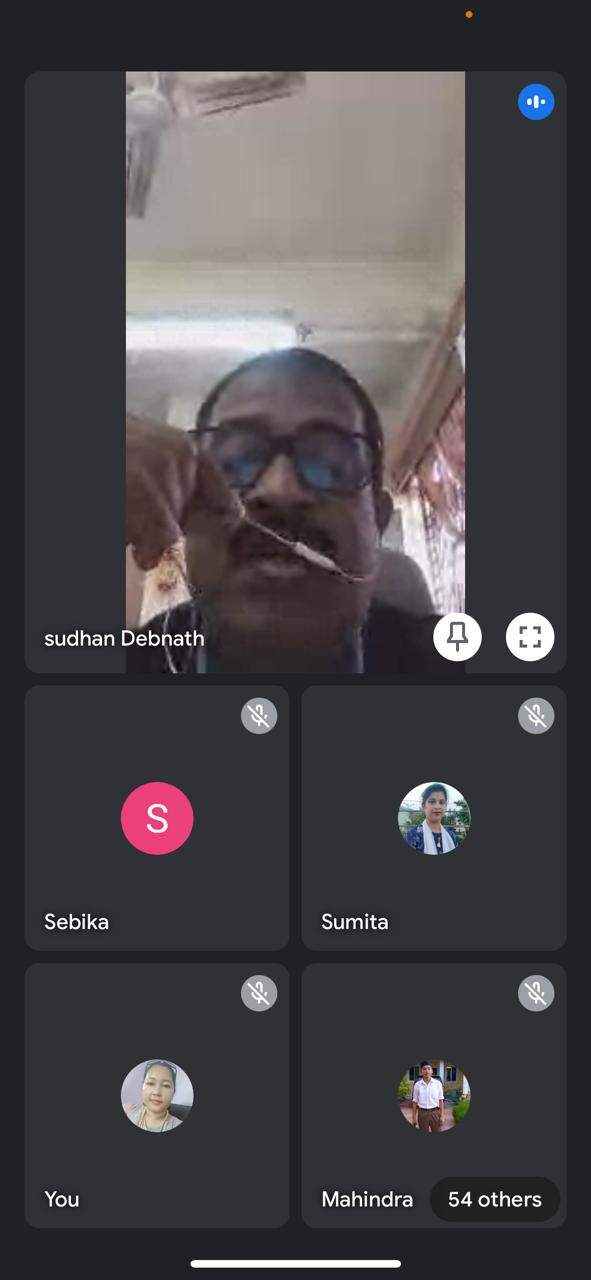 sudhan Debnath
S
Sebika
Sumita
You
Mahindra
54 others